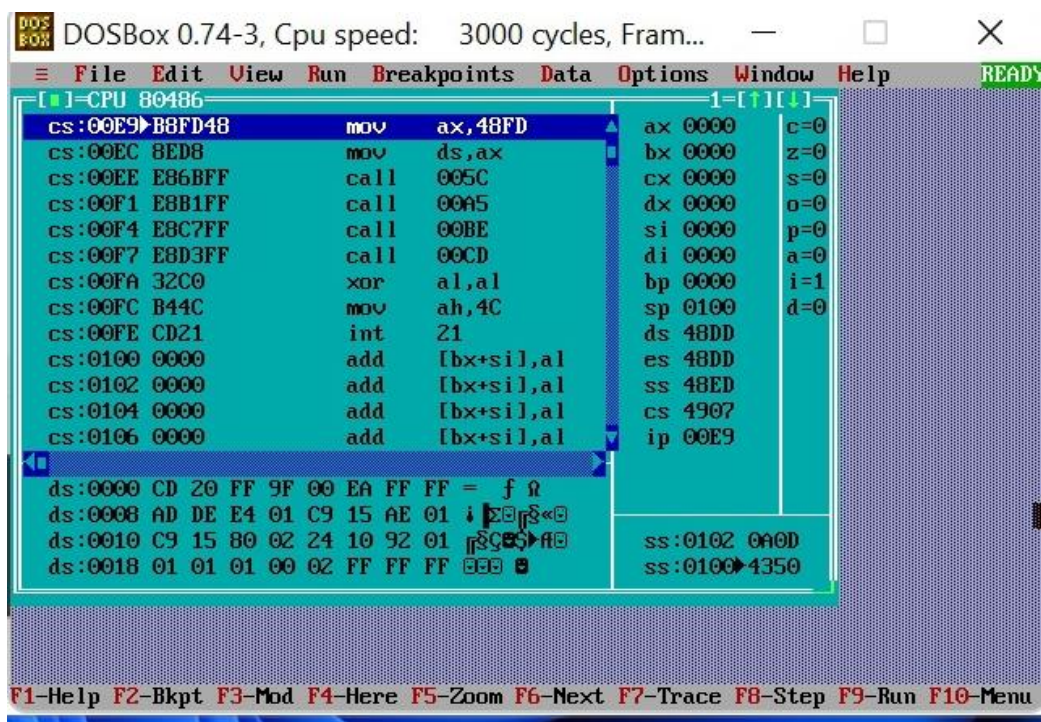 DOSBox 0.74-3, Cpu speed: 3000 cycles, Fram...
≡ File Edit View Run Breakpoints Data Options Window Help READY
[■]=CPU 80486 1=[↑][↓]
cs:00E9►B8FD48 mov ax,48FD ax 0000 c=0
cs:00EC 8ED8 mov ds,ax bx 0000 z=0
cs:00EE E86BFF call 005C cx 0000 s=0
cs:00F1 E8B1FF call 00A5 dx 0000 o=0
cs:00F4 E8C7FF call 00BE si 0000 p=0
cs:00F7 E8D3FF call 00CD di 0000 a=0
cs:00FA 32C0 xor al,al bp 0000 i=1
cs:00FC B44C mov ah,4C sp 0100 d=0
cs:00FE CD21 int 21 ds 48DD
cs:0100 0000 add [bx+si],al es 48DD
cs:0102 0000 add [bx+si],al ss 48ED
cs:0104 0000 add [bx+si],al cs 4907
cs:0106 0000 add [bx+si],al ip 00E9
ds:0000 CD 20 FF 9F 00 EA FF FF = ƒ Ω
ds:0008 AD DE E4 01 C9 15 AE 01
ds:0010 C9 15 80 02 24 10 92 01 ss:0102 0A0D
ds:0018 01 01 01 00 02 FF FF FF ☺☺☺ ☻ ss:0100►4350
F1-Help F2-Bkpt F3-Mod F4-Here F5-Zoom F6-Next F7-Trace F8-Step F9-Run F10-Menu